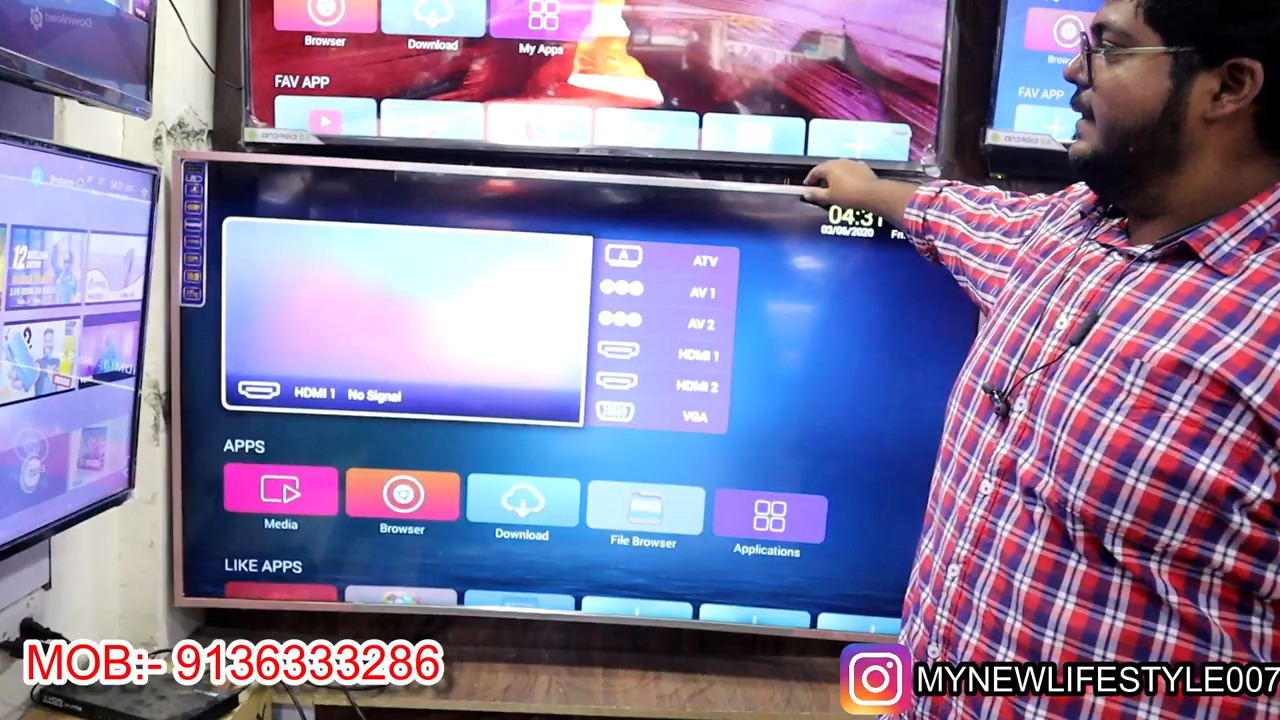 Download
Browser
Download
My Apps
FAV APP
FAV APP
04:31
03/06/2020 Fri.
ATV
AV 1
AV 2
HDMI 1
HDMI 2
VGA
HDMI 1 No Signal
APPS
Media
Browser
Download
File Browser
Applications
LIKE APPS
MOB:- 9136333286
MYNEWLIFESTYLE007